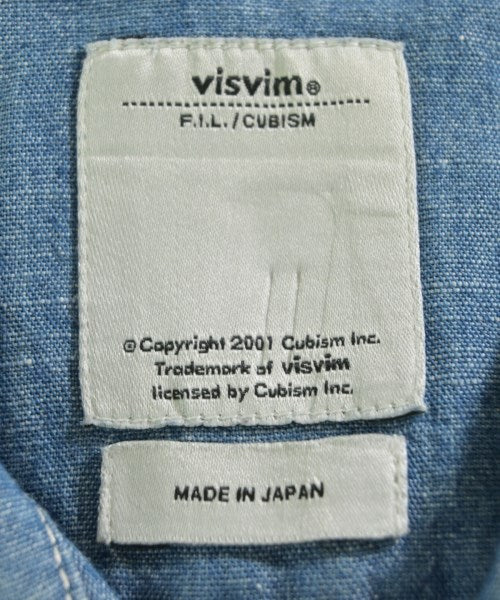 visvim®
F.I.L./CUBISM
©Copyright 2001 Cubism Inc.
Trademark of visvim
licensed by Cubism Inc.
MADE IN JAPAN